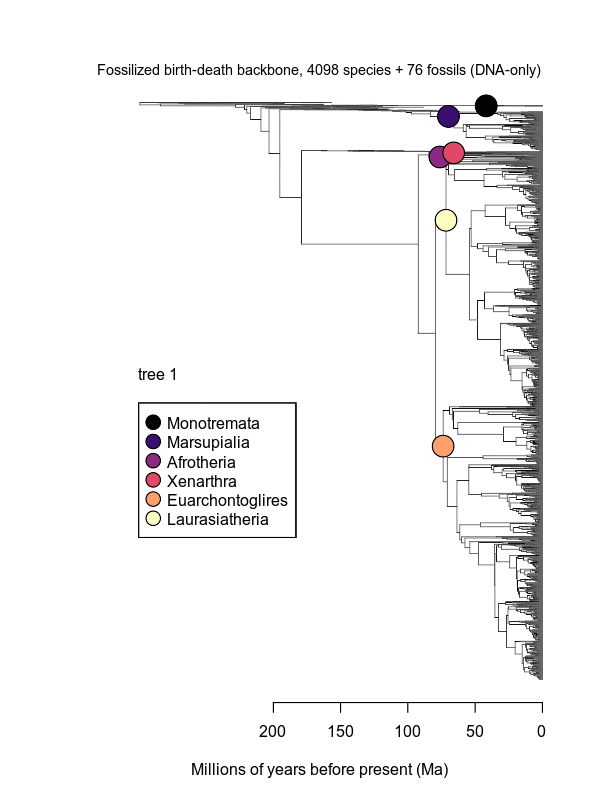 Fossilized birth-death backbone, 4098 species + 76 fossils (DNA-only)
tree 1
Monotremata
Marsupialia
Afrotheria
Xenarthra
Euarchontoglires
Laurasiatheria
200 150 100 50 0
Millions of years before present (Ma)